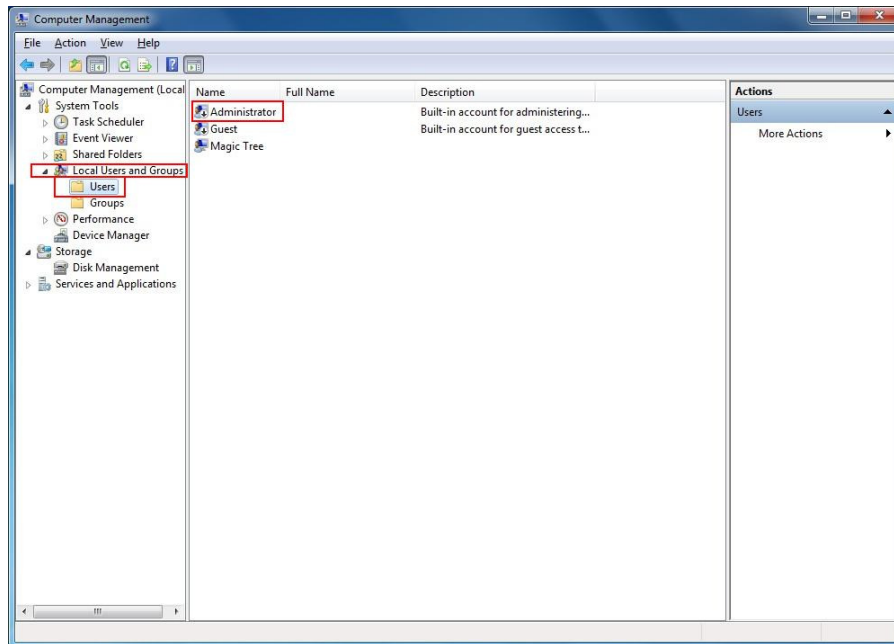 Computer Management
File Action View Help
Computer Management (Local
System Tools
Task Scheduler
Event Viewer
Shared Folders
Local Users and Groups
Users
Groups
Performance
Device Manager
Storage
Disk Management
Services and Applications
Name Full Name Description
Administrator Built-in account for administering...
Guest Built-in account for guest access t...
Magic Tree
Actions
Users
More Actions